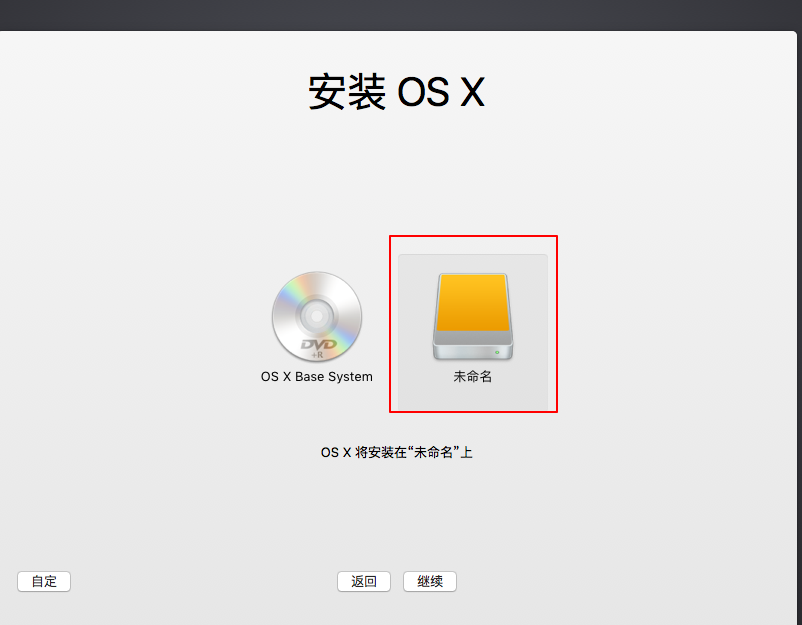 安装 OS X
DVD
+R
OS X Base System
未命名
OS X 将安装在“未命名”上
自定
返回
继续